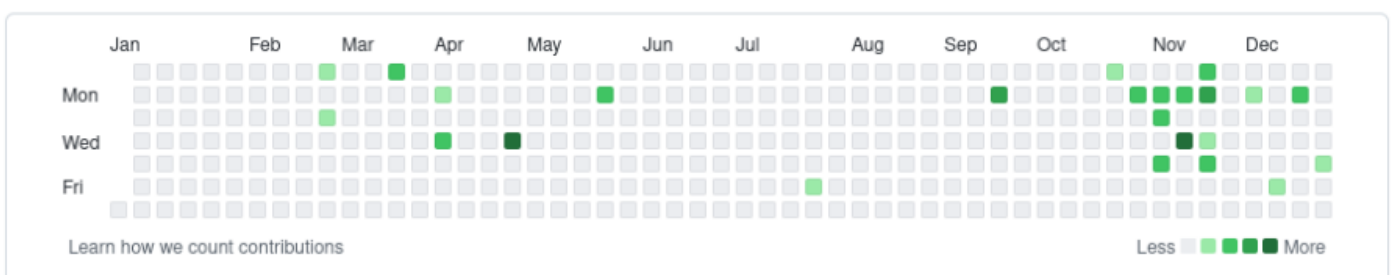 Jan Feb Mar Apr May Jun Jul Aug Sep Oct Nov Dec
Mon
Wed
Fri
Learn how we count contributions Less More